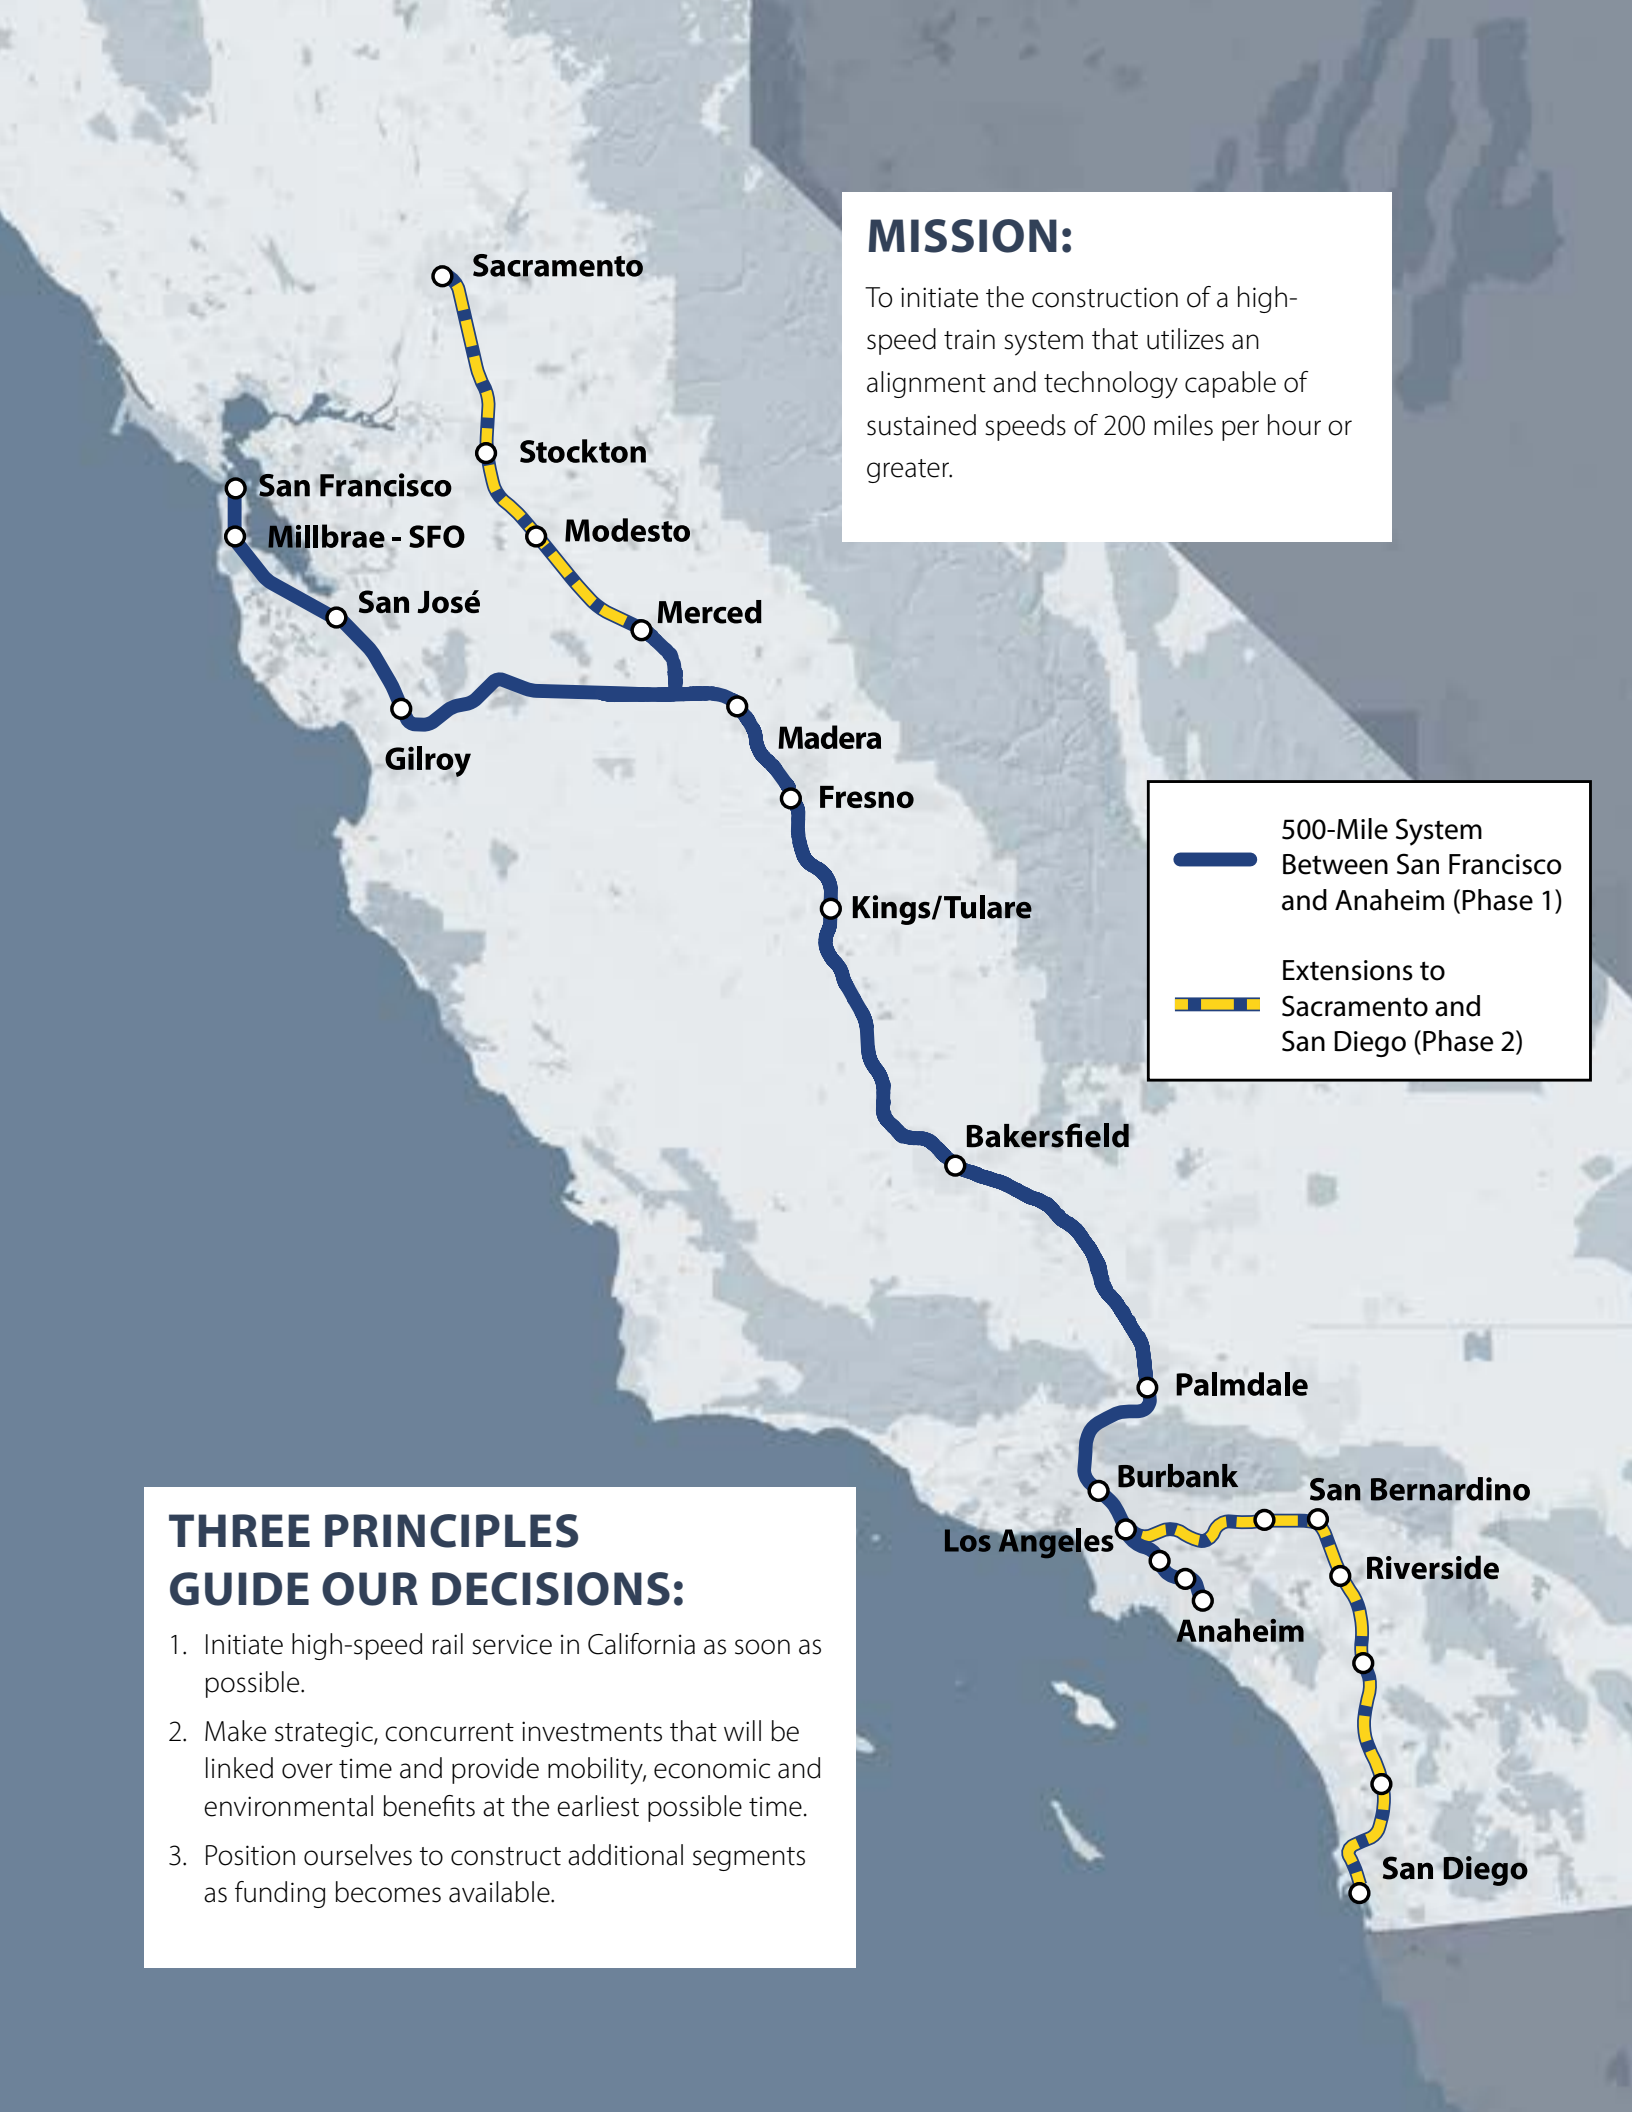 MISSION:
To initiate the construction of a high-
speed train system that utilizes an
alignment and technology capable of
sustained speeds of 200 miles per hour or
greater.
Sacramento
Stockton
San Francisco
Modesto
Millbrae - SFO
San José
Merced
Madera
Gilroy
Fresno
Kings/Tulare
500-Mile System
Between San Francisco
and Anaheim (Phase 1)
Extensions to
Sacramento and
San Diego (Phase 2)
Bakersfield
Palmdale
Burbank
San Bernardino
Los Angeles
Riverside
Anaheim
San Diego
THREE PRINCIPLES
GUIDE OUR DECISIONS:
1. Initiate high-speed rail service in California as soon as
possible.
2. Make strategic, concurrent investments that will be
linked over time and provide mobility, economic and
environmental benefits at the earliest possible time.
3. Position ourselves to construct additional segments
as funding becomes available.